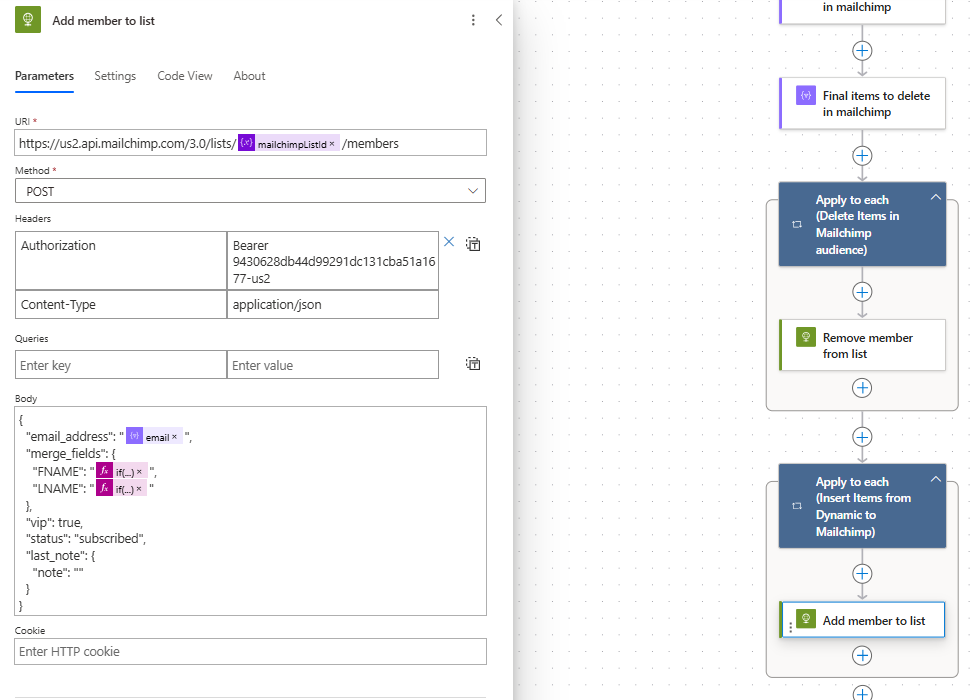 Add member to list
Parameters Settings Code View About
URI *
https://us2.api.mailchimp.com/3.0/lists/ mailchimpListId × /members
Method *
POST
Headers
Authorization
Bearer
9430628db44d99291dc131cba51a16
77-us2
Content-Type application/json
Queries
Enter key Enter value
Body
{
"email_address": " email × ",
"merge_fields": {
"FNAME": " fx if(...) × ",
"LNAME": " fx if(...) × "
},
"vip": true,
"status": "subscribed",
"last_note": {
"note": ""
}
}
Cookie
Enter HTTP cookie
in mailchimp
Final items to delete
in mailchimp
Apply to each
(Delete Items in
Mailchimp
audience)
Remove member
from list
Apply to each
(Insert Items from
Dynamic to
Mailchimp)
Add member to list